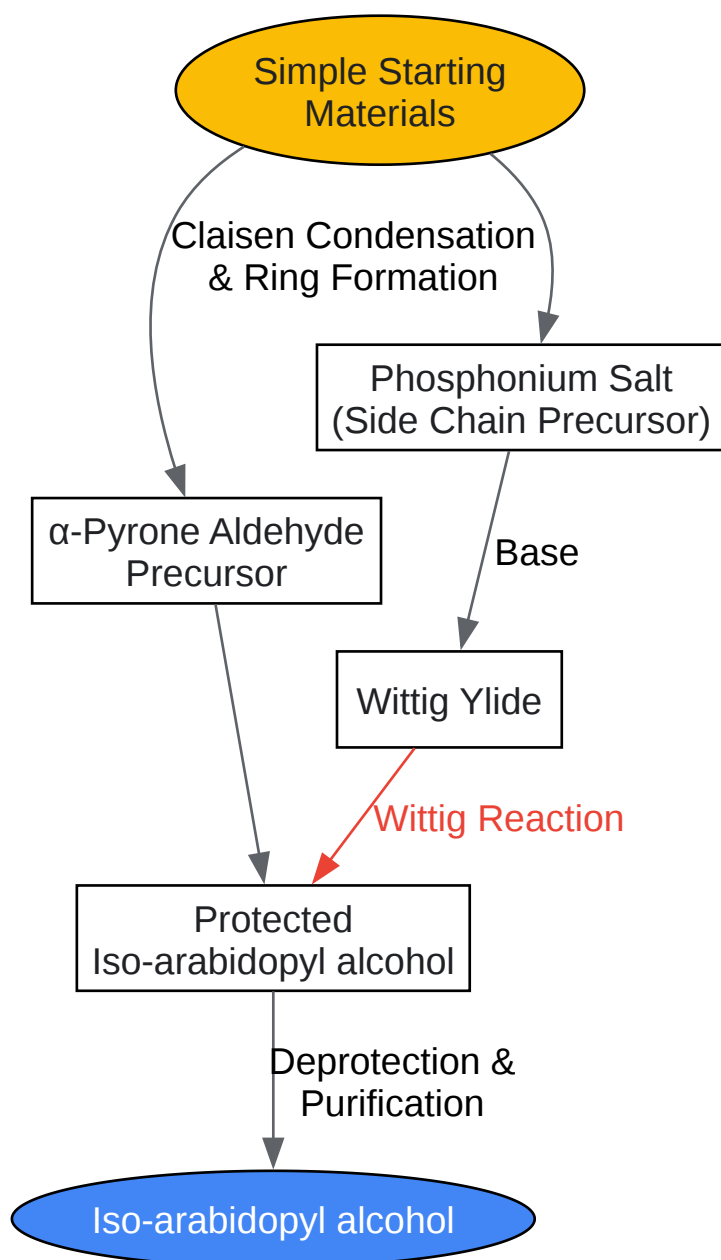 Simple Starting
Materials
Claisen Condensation
& Ring Formation
Phosphonium Salt
(Side Chain Precursor)
α-Pyrone Aldehyde
Precursor
Base
Wittig Ylide
Wittig Reaction
Protected
Iso-arabidopyl alcohol
Deprotection &
Purification
Iso-arabidopyl alcohol